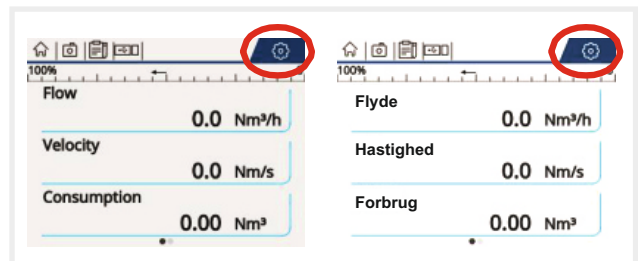 100%
Flow
0.0 Nm³/h
Velocity
0.0 Nm/s
Consumption
0.00 Nm³
100%
Flyde
0.0 Nm³/h
Hastighed
0.0 Nm/s
Forbrug
0.00 Nm³